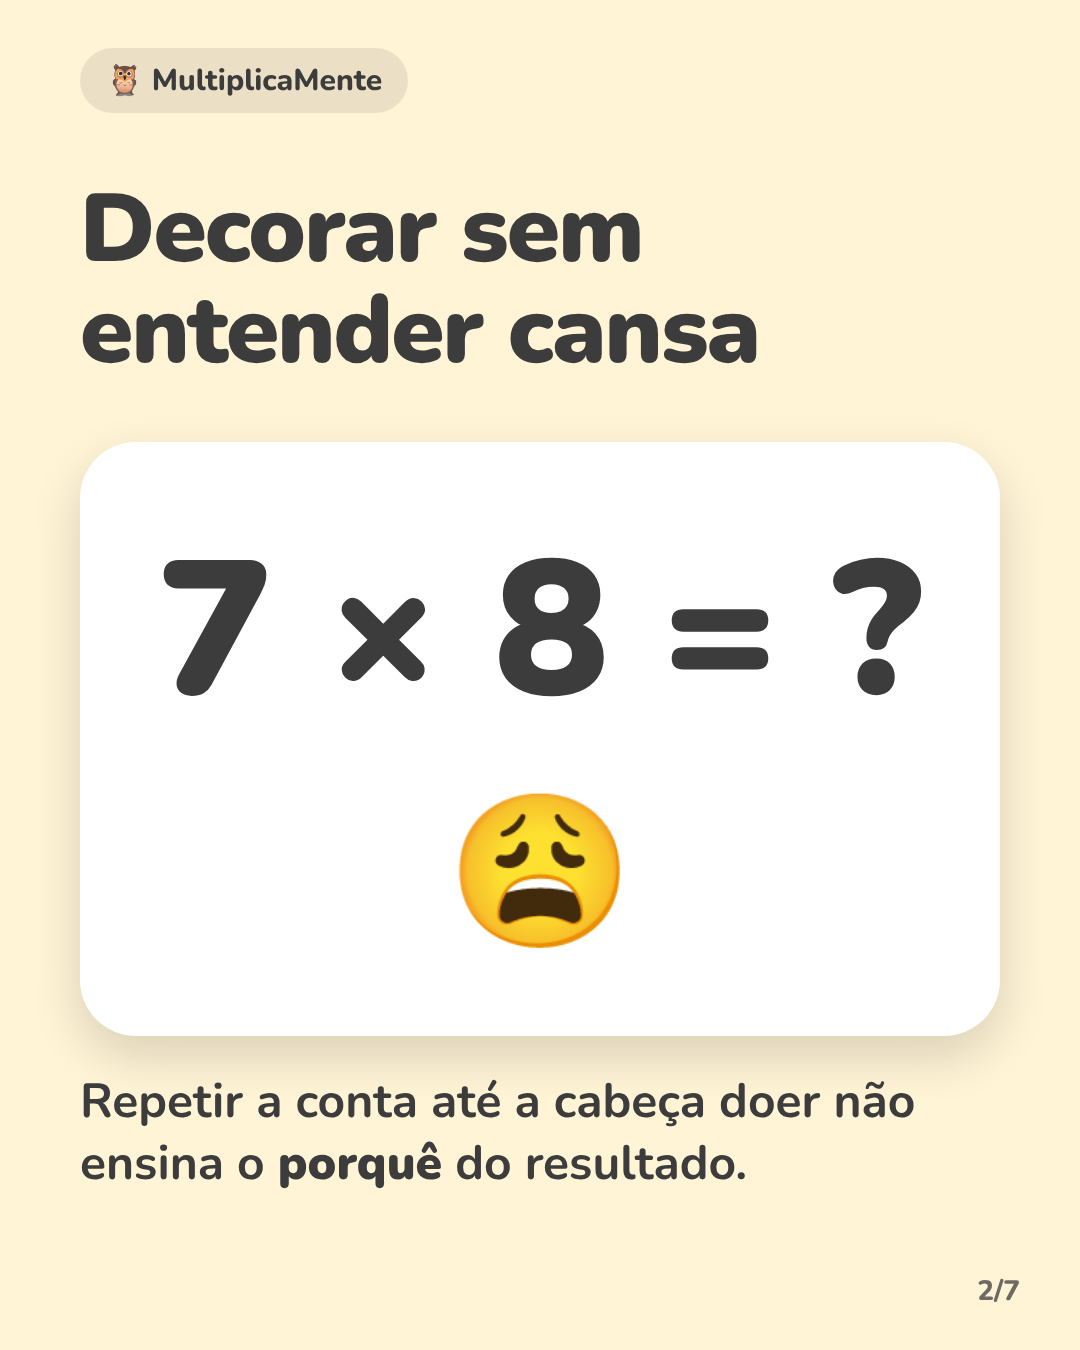 MultiplicaMente
Decorar sem
entender cansa
7 × 8 = ?
Repetir a conta até a cabeça doer não
ensina o porquê do resultado.
2/7